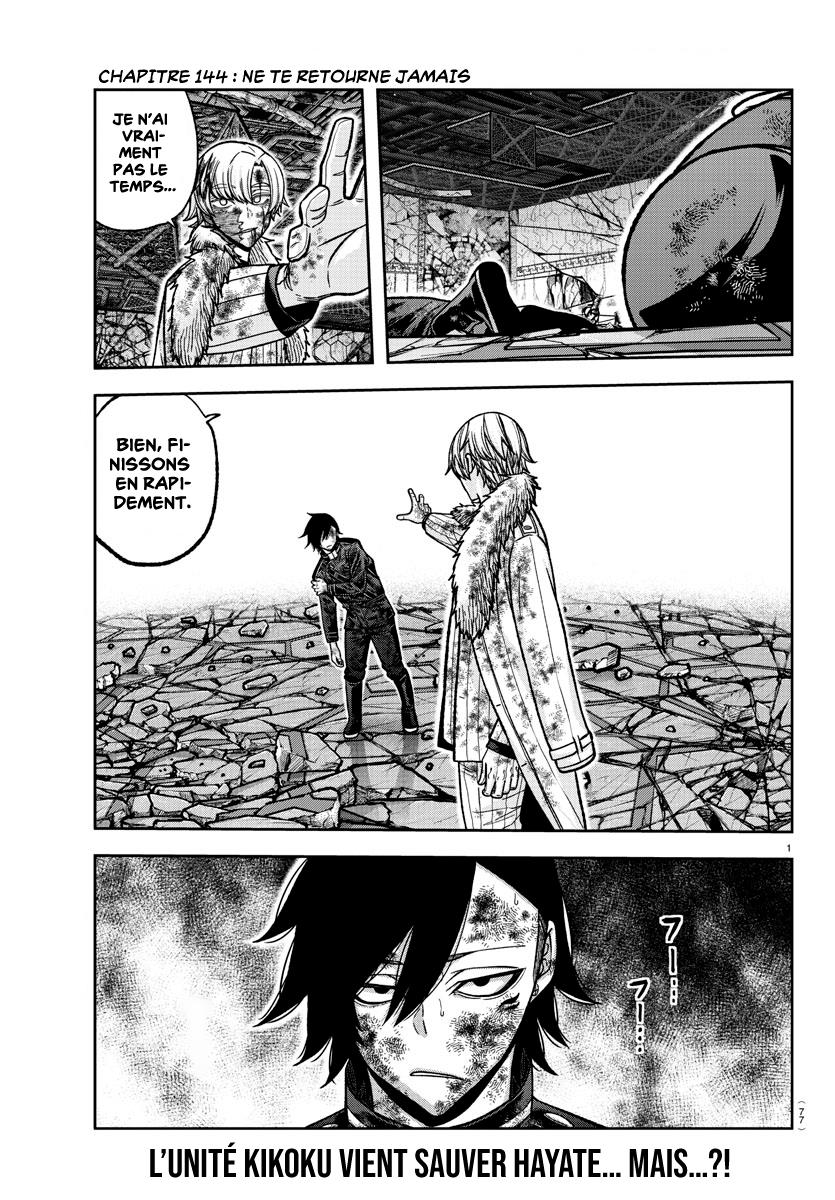 CHAPITRE 144 : NE TE RETOURNE JAMAIS
JE N'AI
VRAI-
MENT
PAS LE
TEMPS...
BIEN, FI-
NISSONS
EN RAPI-
DEMENT.
1
フー…
フー…
(77)
L'UNITÉ KIKOKU VIENT SAUVER HAYATE... MAIS...?!